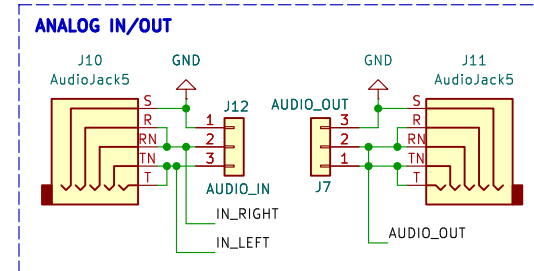 ANALOG IN/OUT
J10
AudioJack5
GND
GND
J11
AudioJack5
S
R
RN
TN
T
J12
1
2
3
AUDIO_IN
AUDIO_OUT
3
2
1
J7
S
R
RN
TN
T
IN_RIGHT
IN_LEFT
AUDIO_OUT